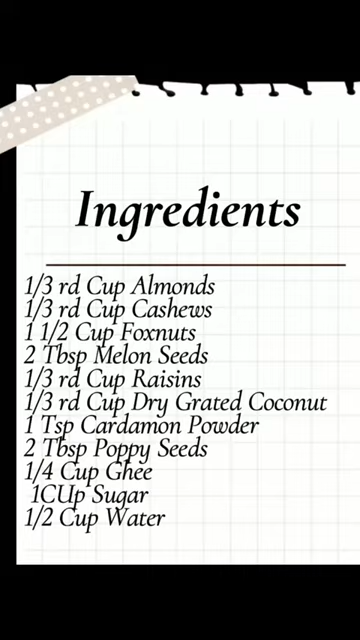 Ingredients
1/3 rd Cup Almonds
1/3 rd Cup Cashews
1 1/2 Cup Foxnuts
2 Tbsp Melon Seeds
1/3 rd Cup Raisins
1/3 rd Cup Dry Grated Coconut
1 Tsp Cardamon Powder
2 Tbsp Poppy Seeds
1/4 Cup Ghee
1CUp Sugar
1/2 Cup Water